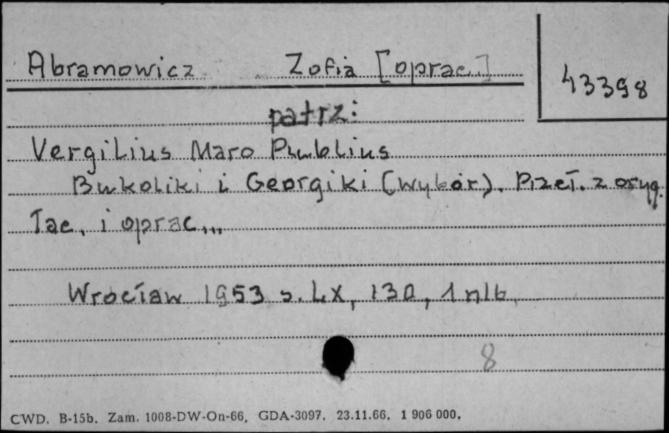 Abramowicz Zofia [oprac.]
43398
patrz:
Vergilius Maro Publius
Bukoliki i Georgiki (Wybór). Przeł. z oryg.
łac. i oprac...
Wrocław 1953 s. LX, 130, 1 nlb.
8
CWD. B-15b. Zam. 1008-DW-On-66, GDA-3097. 23.11.66. 1 906 000.